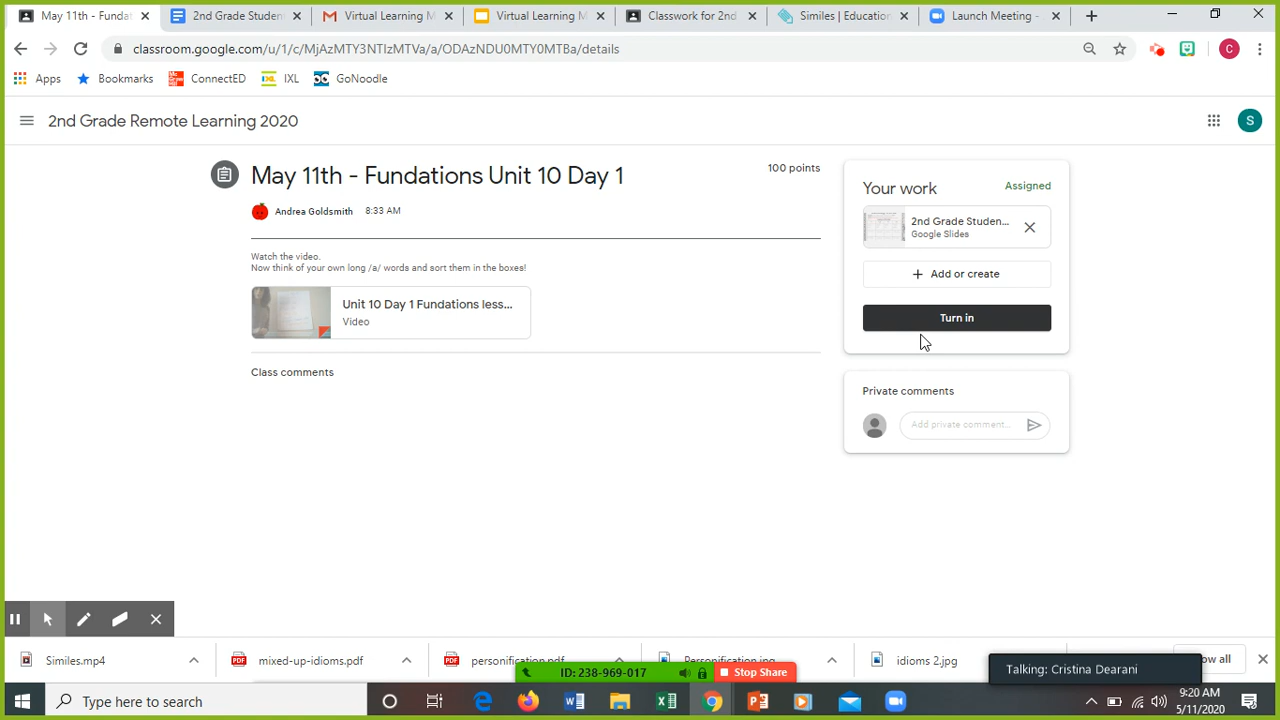 May 11th - Fundat
2nd Grade Studen
Virtual Learning M
Virtual Learning M
Classwork for 2nd
Similes | Education
Launch Meeting -
classroom.google.com/u/1/c/MjAzMTY3NTIzMTVa/a/ODAzNDU0MTY0MTBa/details
C
Apps
Bookmarks
ConnectED
IXL
GoNoodle
2nd Grade Remote Learning 2020
S
May 11th - Fundations Unit 10 Day 1
100 points
Andrea Goldsmith 8:33 AM
Watch the video.
Now think of your own long /a/ words and sort them in the boxes!
Unit 10 Day 1 Fundations less...
Video
Class comments
Your work
Assigned
2nd Grade Studen...
Google Slides
+ Add or create
Turn in
Private comments
Add private comment...
Similes.mp4
mixed-up-idioms.pdf
personification.pdf
Personification.jpg
idioms 2.jpg
ow all
ID: 238-969-017
Stop Share
Talking: Cristina Dearani
Type here to search
9:20 AM
5/11/2020